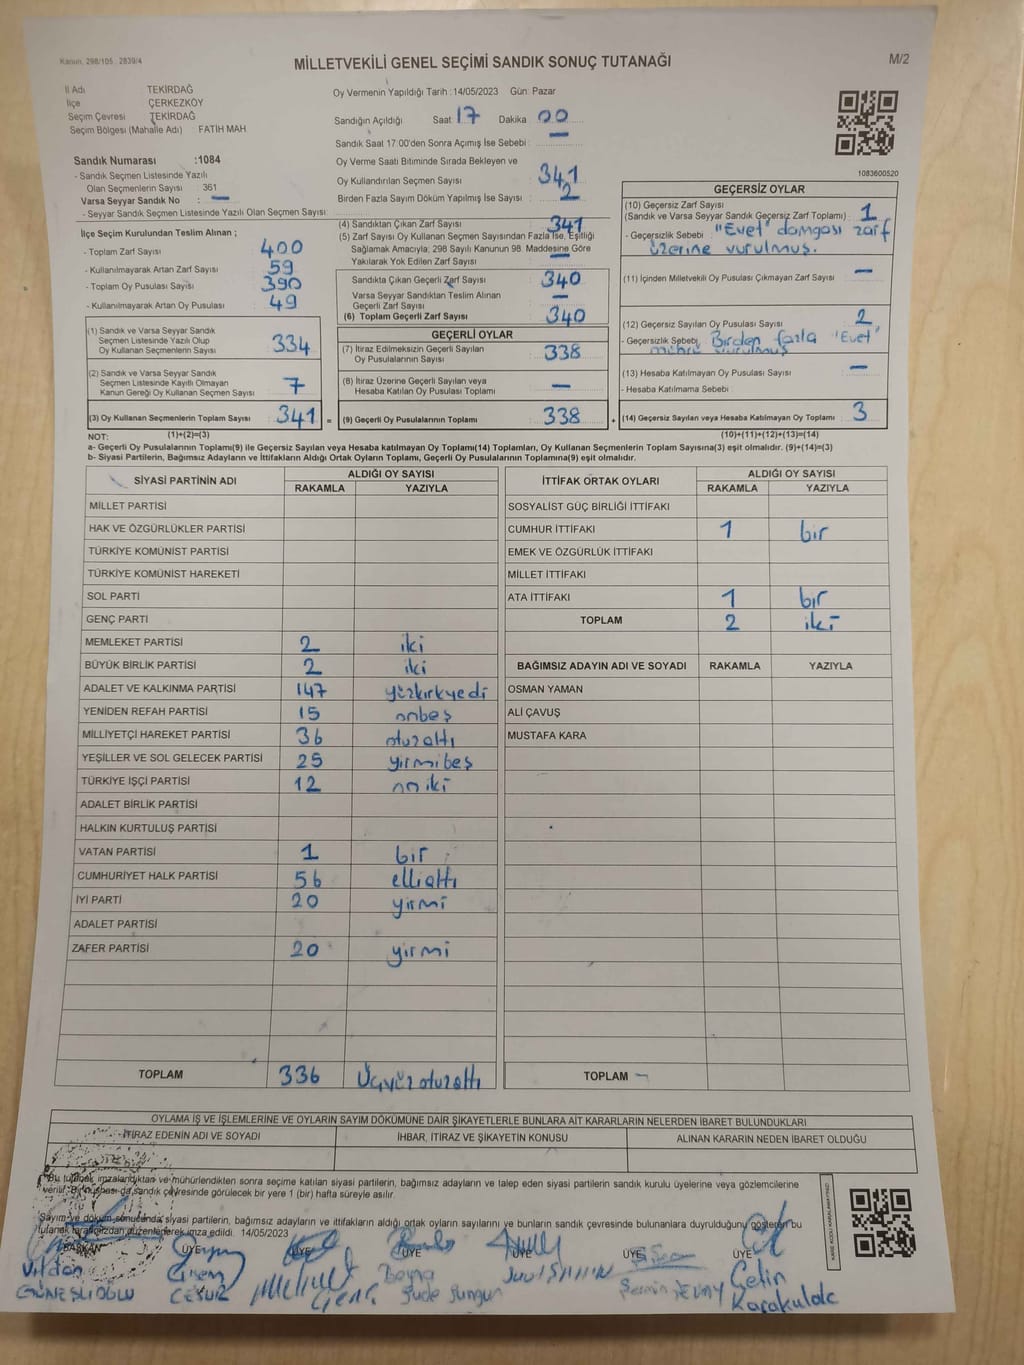 Kanun. 298/105. 2839/4
MİLLETVEKİLİ GENEL SEÇİMİ SANDIK SONUÇ TUTANAĞI
M/2
İl Adı TEKİRDAĞ
İlçe ÇERKEZKÖY
Seçim Çevresi TEKİRDAĞ
Seçim Bölgesi (Mahalle Adı) FATİH MAH.
Sandık Numarası :1084
- Sandık Seçmen Listesinde Yazılı
Olan Seçmenlerin Sayısı 361
Varsa Seyyar Sandık No : —
- Seyyar Sandık Seçmen Listesinde Yazılı Olan Seçmen Sayısı
Oy Vermenin Yapıldığı Tarih :14/05/2023 Gün: Pazar
Sandığın Açıldığı Saat 17 Dakika 00
Sandık Saat 17:00'den Sonra Açımış İse Sebebi : —
Oy Verme Saati Bitiminde Sırada Bekleyen ve
Oy Kullandırılan Seçmen Sayısı 341
Birden Fazla Sayım Döküm Yapılmış İse Sayısı 2
1083600520
İlçe Seçim Kurulundan Teslim Alınan ;
- Toplam Zarf Sayısı 400
- Kullanılmayarak Artan Zarf Sayısı 59
- Toplam Oy Pusulası Sayısı 390
- Kullanılmayarak Artan Oy Pusulası 49
(4) Sandıktan Çıkan Zarf Sayısı 341
(5) Zarf Sayısı Oy Kullanan Seçmen Sayısından Fazla İse, Eşitliği
Sağlamak Amacıyla; 298 Sayılı Kanunun 98. Maddesine Göre
Yakılarak Yok Edilen Zarf Sayısı —
Sandıkta Çıkan Geçerli Zarf Sayısı 340
Varsa Seyyar Sandıktan Teslim Alınan
Geçerli Zarf Sayısı —
(6) Toplam Geçerli Zarf Sayısı 340
GEÇERSİZ OYLAR
(10) Geçersiz Zarf Sayısı
(Sandık ve Varsa Seyyar Sandık Geçersiz Zarf Toplamı) : 1
- Geçersizlik Sebebi : "Evet" damgası zarf
üzerine vurulmuş.
(11) İçinden Milletvekili Oy Pusulası Çıkmayan Zarf Sayısı —
(12) Geçersiz Sayılan Oy Pusulası Sayısı 2
- Geçersizlik Sebebi Birden fazla "Evet"
mührü vurulmuş
(13) Hesaba Katılmayan Oy Pusulası Sayısı —
- Hesaba Katılmama Sebebi :
(1) Sandık ve Varsa Seyyar Sandık
Seçmen Listesinde Yazılı Olup
Oy Kullanan Seçmenlerin Sayısı 334
(2) Sandık ve Varsa Seyyar Sandık
Seçmen Listesinde Kayıtlı Olmayan
Kanun Gereği Oy Kullanan Seçmen Sayısı 7
GEÇERLİ OYLAR
(7) İtiraz Edilmeksizin Geçerli Sayılan
Oy Pusulalarının Sayısı 338
(8) İtiraz Üzerine Geçerli Sayılan veya
Hesaba Katılan Oy Pusulası Toplamı —
(3) Oy Kullanan Seçmenlerin Toplam Sayısı 341 = (9) Geçerli Oy Pusulalarının Toplamı 338 + (14) Geçersiz Sayılan veya Hesaba Katılmayan Oy Toplamı 3
NOT: (1)+(2)=(3) (10)+(11)+(12)+(13)=(14)
a- Geçerli Oy Pusulalarının Toplamı(9) ile Geçersiz Sayılan veya Hesaba katılmayan Oy Toplamı(14) Toplamları, Oy Kullanan Seçmenlerin Toplam Sayısına(3) eşit olmalıdır. (9)+(14)=(3)
b- Siyasi Partilerin, Bağımsız Adayların ve İttifakların Aldığı Ortak Oyların Toplamı, Geçerli Oy Pusulalarının Toplamına(9) eşit olmalıdır.
SİYASİ PARTİNİN ADI ALDIĞI OY SAYISI
RAKAMLA YAZIYLA
MİLLET PARTİSİ
HAK VE ÖZGÜRLÜKLER PARTİSİ
TÜRKİYE KOMÜNİST PARTİSİ
TÜRKİYE KOMÜNİST HAREKETİ
SOL PARTİ
GENÇ PARTİ
MEMLEKET PARTİSİ 2 iki
BÜYÜK BİRLİK PARTİSİ 2 iki
ADALET VE KALKINMA PARTİSİ 147 yüzkırkyedi
YENİDEN REFAH PARTİSİ 15 onbeş
MİLLİYETÇİ HAREKET PARTİSİ 36 otuzaltı
YEŞİLLER VE SOL GELECEK PARTİSİ 25 yirmibeş
TÜRKİYE İŞÇİ PARTİSİ 12 oniki
ADALET BİRLİK PARTİSİ
HALKIN KURTULUŞ PARTİSİ
VATAN PARTİSİ 1 bir
CUMHURİYET HALK PARTİSİ 56 ellialtı
İYİ PARTİ 20 yirmi
ADALET PARTİSİ
ZAFER PARTİSİ 20 yirmi
TOPLAM 336 Üçyüzotuzaltı
İTTİFAK ORTAK OYLARI ALDIĞI OY SAYISI
RAKAMLA YAZIYLA
SOSYALİST GÜÇ BİRLİĞİ İTTİFAKI
CUMHUR İTTİFAKI 1 bir
EMEK VE ÖZGÜRLÜK İTTİFAKI
MİLLET İTTİFAKI
ATA İTTİFAKI 1 bir
TOPLAM 2 iki
BAĞIMSIZ ADAYIN ADI VE SOYADI RAKAMLA YAZIYLA
OSMAN YAMAN
ALİ ÇAVUŞ
MUSTAFA KARA
TOPLAM —
OYLAMA İŞ VE İŞLEMLERİNE VE OYLARIN SAYIM DÖKÜMÜNE DAİR ŞİKAYETLERLE BUNLARA AİT KARARLARIN NELERDEN İBARET BULUNDUKLARI
İTİRAZ EDENİN ADI VE SOYADI İHBAR, İTİRAZ VE ŞİKAYETİN KONUSU ALINAN KARARIN NEDEN İBARET OLDUĞU
Bu tutanak imzalandıktan ve mühürlendikten sonra seçime katılan siyasi partilerin, bağımsız adayların ve talep eden siyasi partilerin sandık kurulu üyelerine veya gözlemcilerine
verilir. Bir nüshası da sandık çevresinde görülecek bir yere 1 (bir) hafta süreyle asılır.
Sayım ve döküm sonucunda siyasi partilerin, bağımsız adayların ve ittifakların aldığı ortak oyların sayılarını ve bunların sandık çevresinde bulunanlara duyrulduğunu gösteren bu
tutanak tarafımızdan düzenlenerek imza edildi. 14/05/2023
BAŞKAN ÜYE ÜYE ÜYE ÜYE ÜYE ÜYE
GÜNEŞLİOĞLU
CESUR
Beyna
Çetin
Karakulak